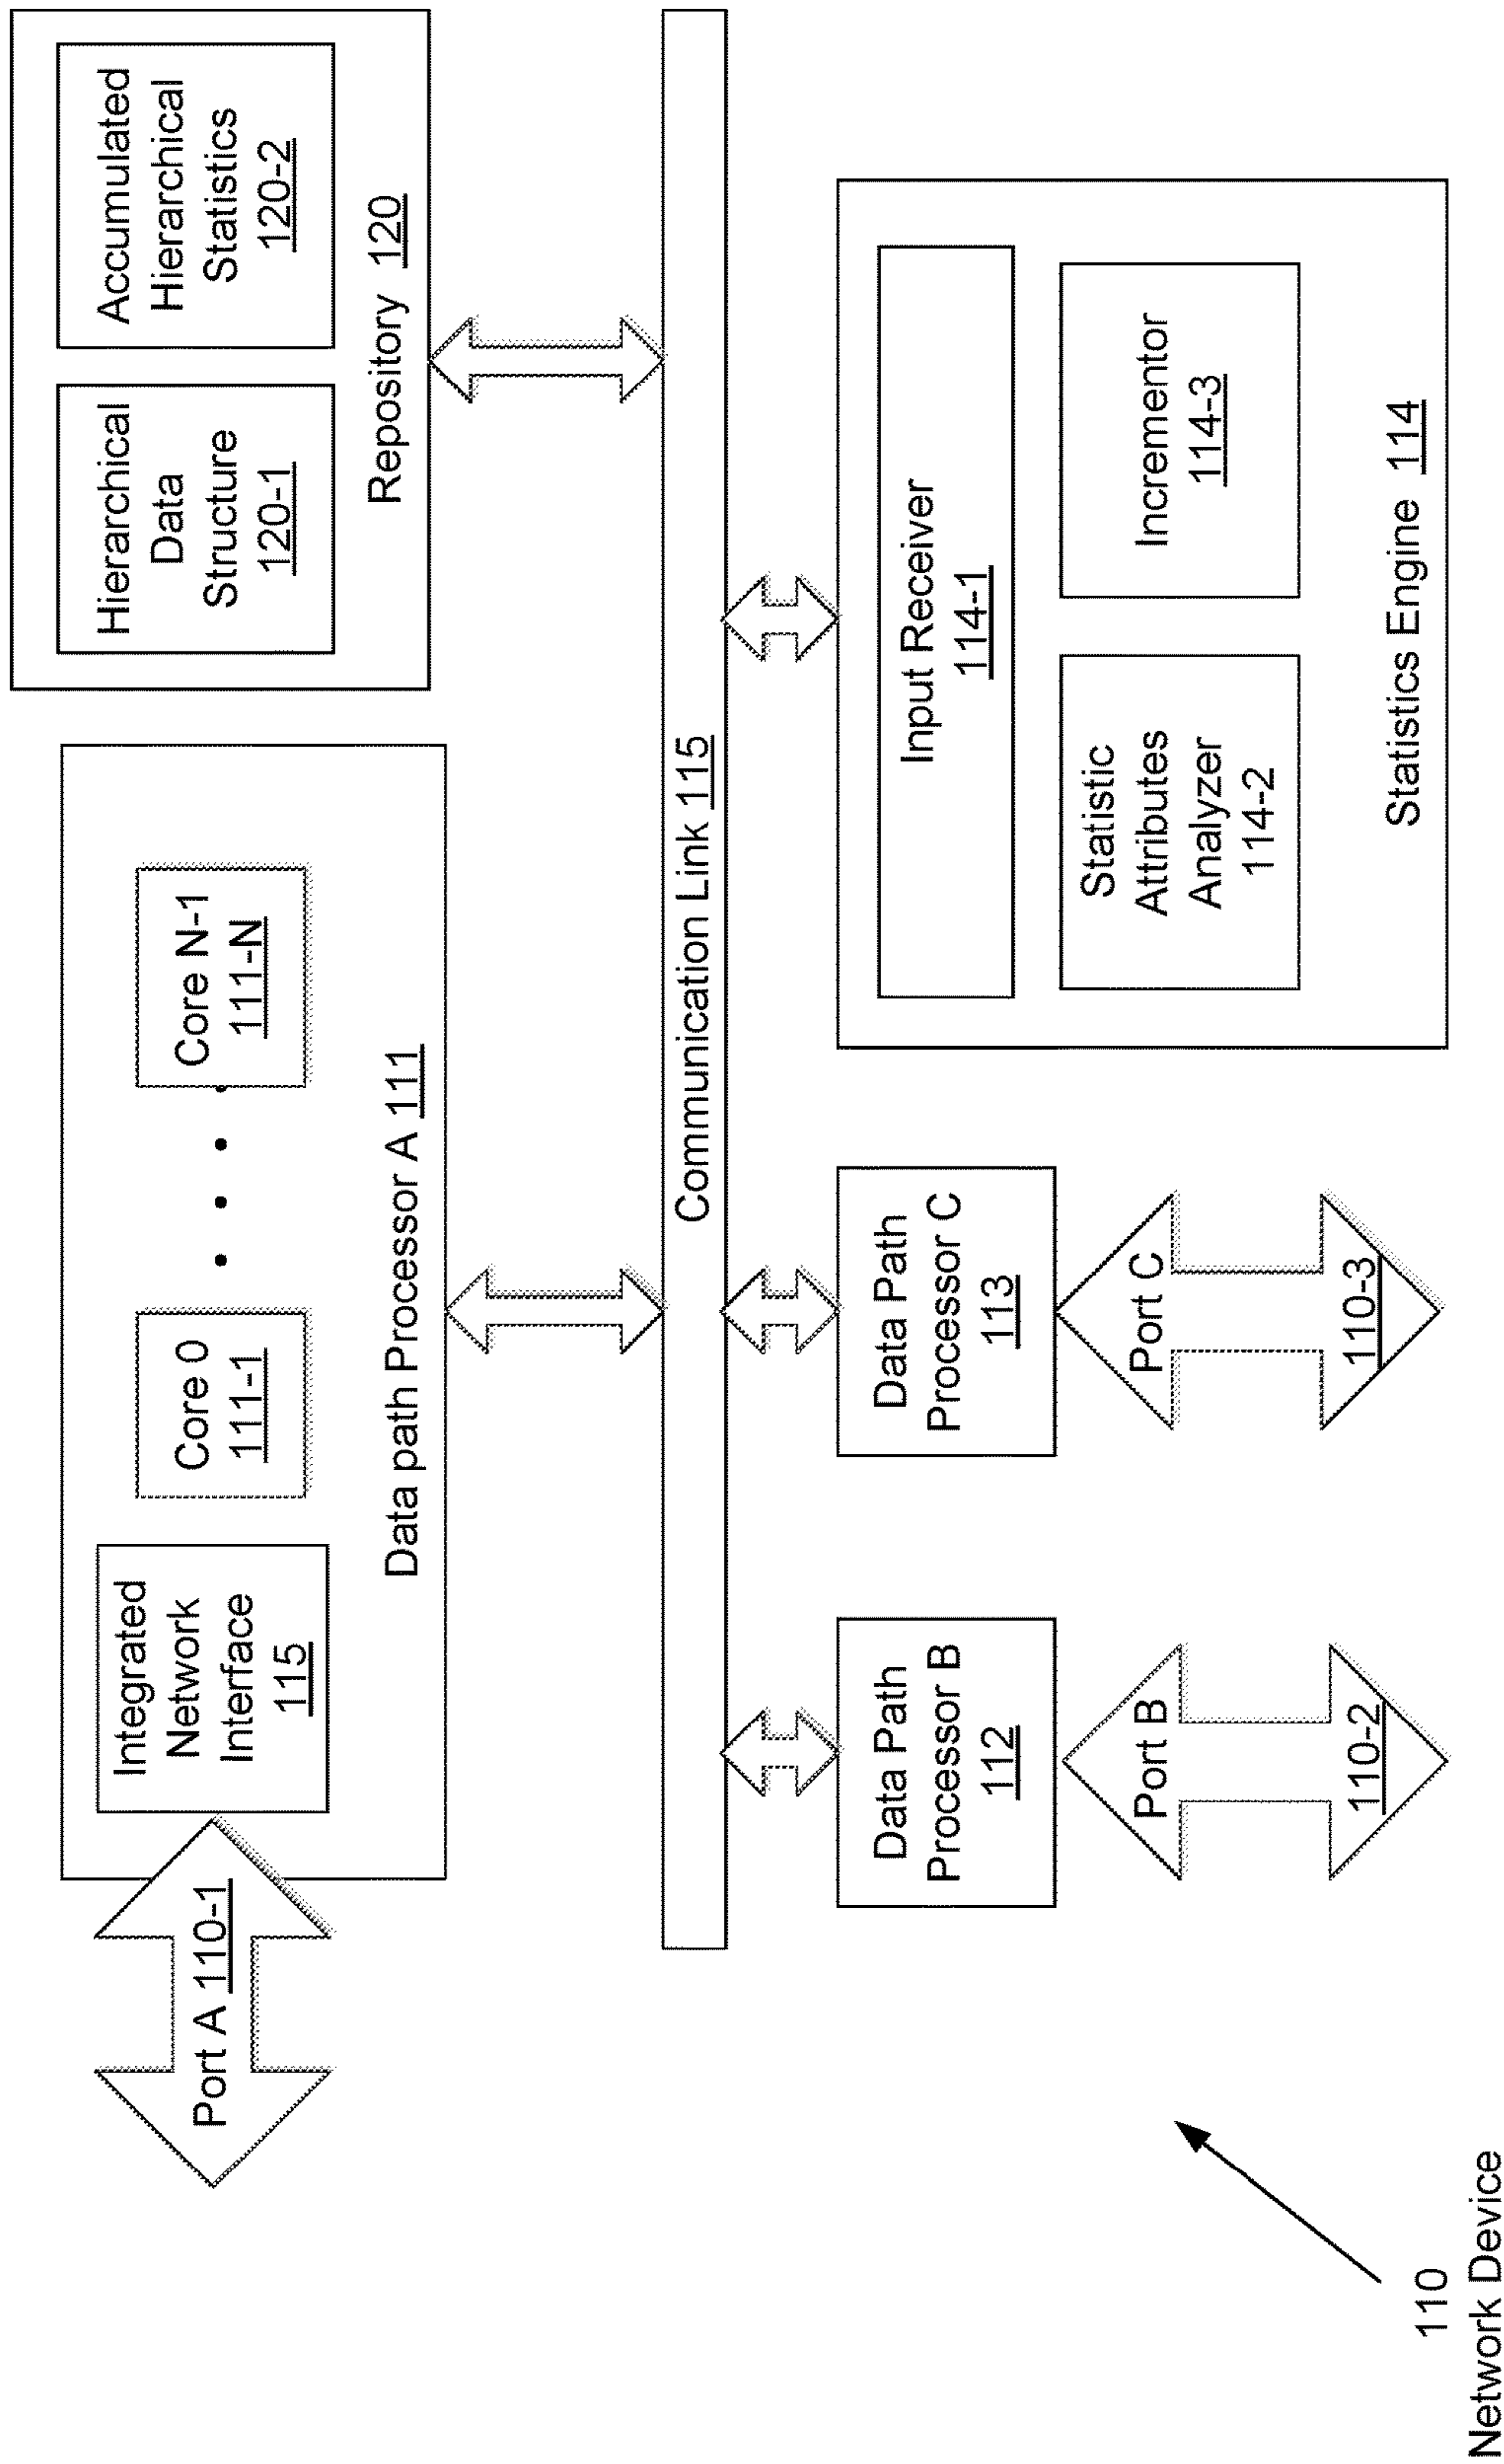 Port A 110-1
Integrated
Network
Interface
115
Core 0
111-1
Core N-1
111-N
Data path Processor A 111
Hierarchical
Data
Structure
120-1
Accumulated
Hierarchical
Statistics
120-2
Repository 120
Communication Link 115
Data Path
Processor B
112
Port B
110-2
Data Path
Processor C
113
Port C
110-3
Input Receiver
114-1
Statistic
Attributes
Analyzer
114-2
Incrementor
114-3
Statistics Engine 114
110
Network Device